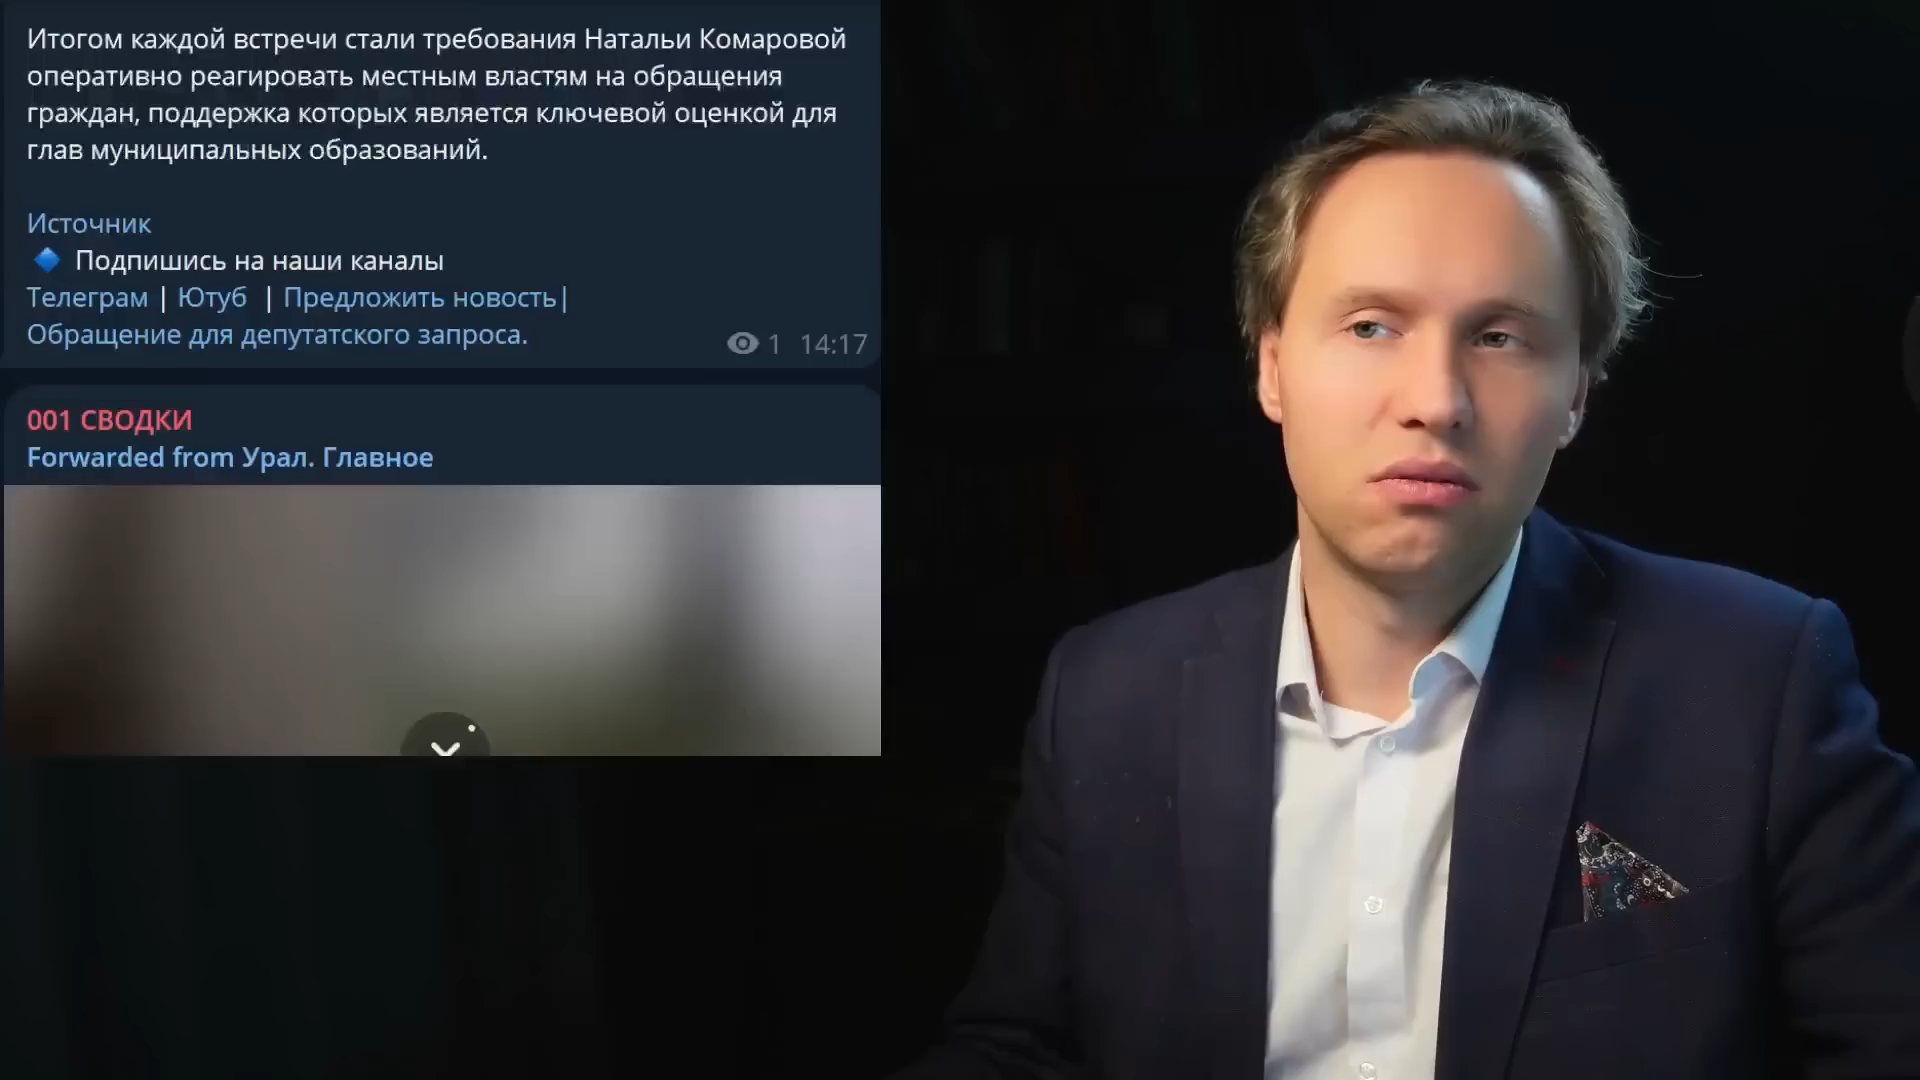 Итогом каждой встречи стали требования Натальи Комаровой
оперативно реагировать местным властям на обращения
граждан, поддержка которых является ключевой оценкой для
глав муниципальных образований.
Источник
🔷 Подпишись на наши каналы
Телеграм | Ютуб | Предложить новость|
Обращение для депутатского запроса.
1 14:17
001 СВОДКИ
Forwarded from Урал. Главное